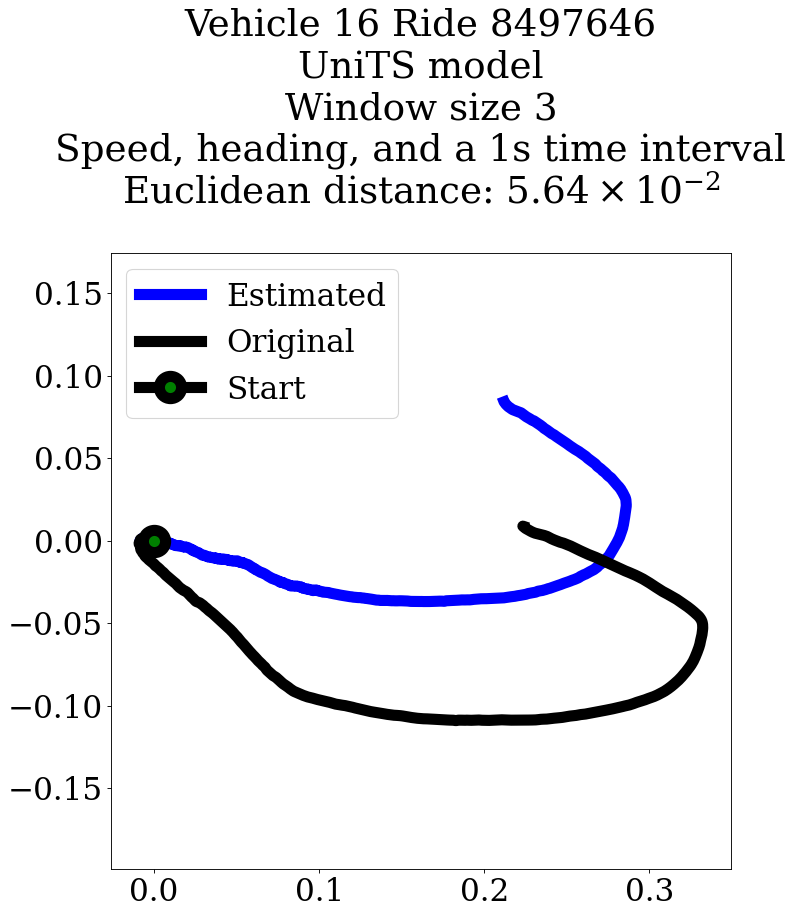 Vehicle 16 Ride 8497646
UniTS model
Window size 3
Speed, heading, and a 1s time interval
Euclidean distance: 5.64 × 10⁻²
Estimated
Original
Start
0.15
0.10
0.05
0.00
−0.05
−0.10
−0.15
0.0 0.1 0.2 0.3